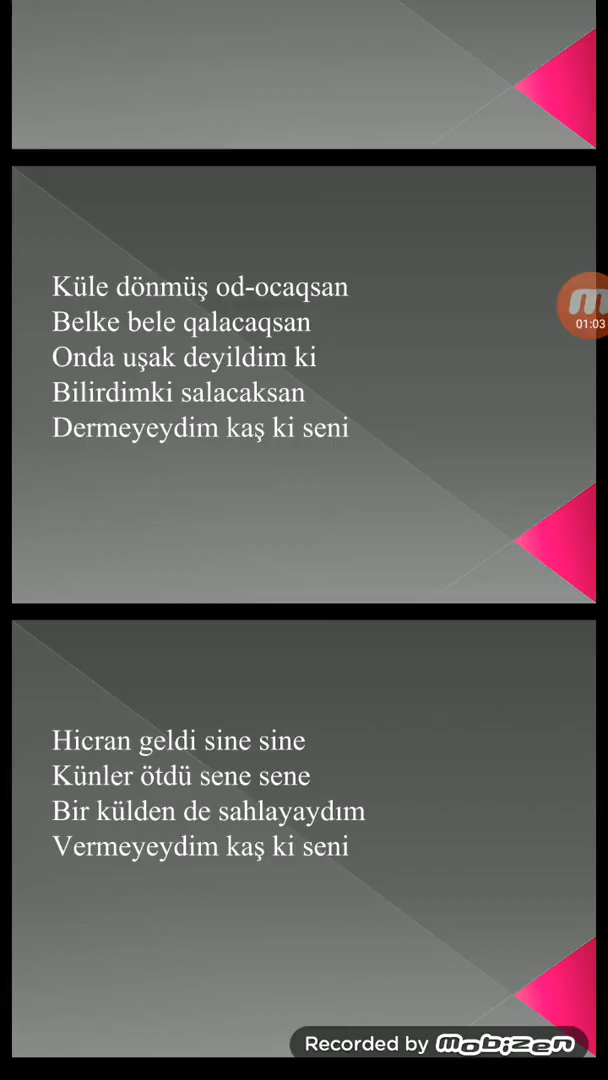 Küle dönmüş od-ocaqsan
Belke bele qalacaqsan
Onda uşak deyildim ki
Bilirdimki salacaksan
Dermeyeydim kaş ki seni
01:03
Hicran geldi sine sine
Künler ötdü sene sene
Bir külden de sahlayaydım
Vermeyeydim kaş ki seni
Recorded by mobizen